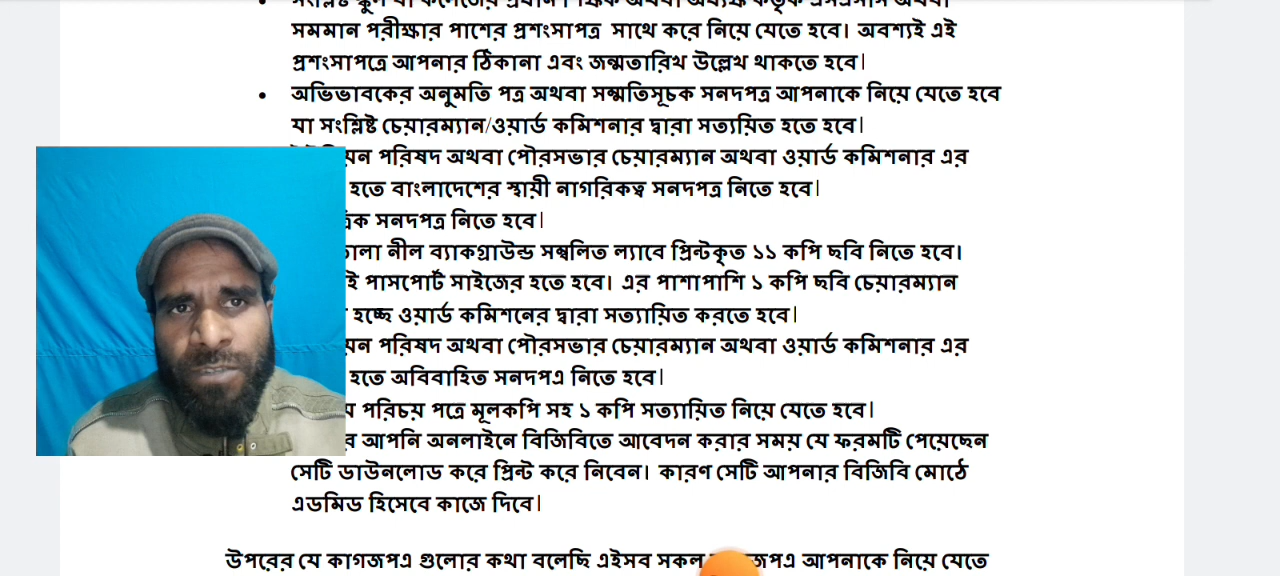 সমমান পরীক্ষার পাশের প্রশংসাপত্র সাথে করে নিয়ে যেতে হবে। অবশ্যই এই
প্রশংসাপত্রে আপনার ঠিকানা এবং জন্মতারিখ উল্লেখ থাকতে হবে।
অভিভাবকের অনুমতি পত্র অথবা সম্মতিসূচক সনদপত্র আপনাকে নিয়ে যেতে হবে
যা সংশ্লিষ্ট চেয়ারম্যান/ওয়ার্ড কমিশনার দ্বারা সত্যয়িত হতে হবে।
পরিষদ অথবা পৌরসভার চেয়ারম্যান অথবা ওয়ার্ড কমিশনার এর
হতে বাংলাদেশের স্থায়ী নাগরিকত্ব সনদপত্র নিতে হবে।
সনদপত্র নিতে হবে।
নীল ব্যাকগ্রাউন্ড সম্বলিত ল্যাবে প্রিন্টকৃত ১১ কপি ছবি নিতে হবে।
পাসপোর্ট সাইজের হতে হবে। এর পাশাপাশি ১ কপি ছবি চেয়ারম্যান
হচ্ছে ওয়ার্ড কমিশনের দ্বারা সত্যায়িত করতে হবে।
পরিষদ অথবা পৌরসভার চেয়ারম্যান অথবা ওয়ার্ড কমিশনার এর
হতে অবিবাহিত সনদপএ নিতে হবে।
পরিচয় পত্রে মূলকপি সহ ১ কপি সত্যায়িত নিয়ে যেতে হবে।
আপনি অনলাইনে বিজিবিতে আবেদন করার সময় যে ফরমটি পেয়েছেন
সেটি ডাউনলোড করে প্রিন্ট করে নিবেন। কারণ সেটি আপনার বিজিবি মোঠে
এডমিড হিসেবে কাজে দিবে।
উপরের যে কাগজপএ গুলোর কথা বলেছি এইসব সকল আপনাকে নিয়ে যেতে